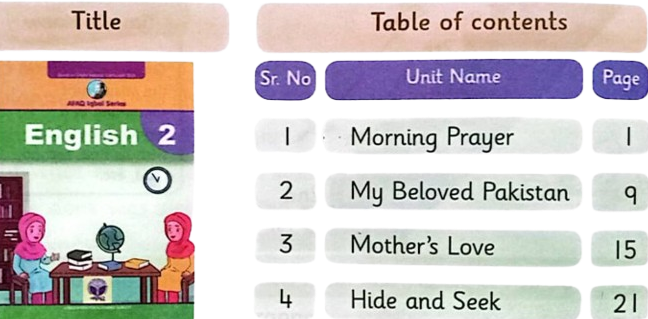 Title
AFAQ Iqbal Series
English 2
Table of contents
Sr. No Unit Name Page
1 Morning Prayer 1
2 My Beloved Pakistan 9
3 Mother's Love 15
4 Hide and Seek 21